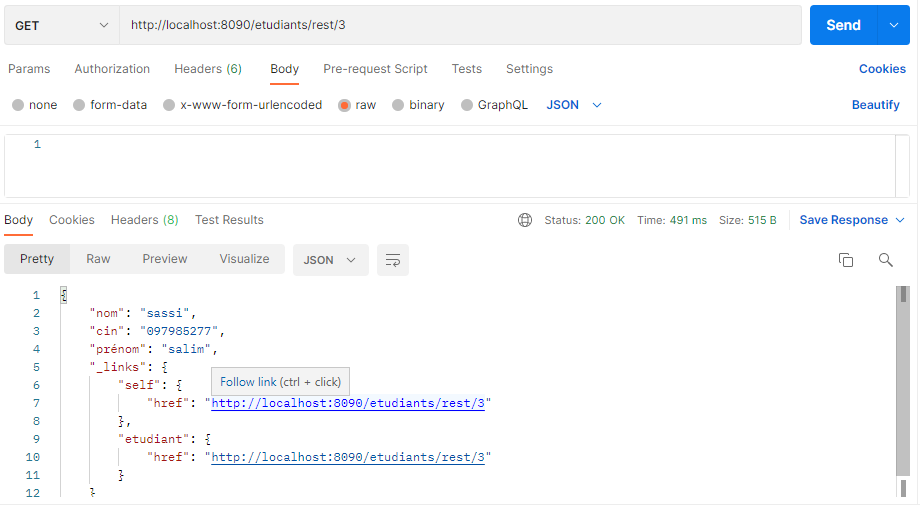 GET http://localhost:8090/etudiants/rest/3 Send
Params Authorization Headers (6) Body Pre-request Script Tests Settings Cookies
none form-data x-www-form-urlencoded raw binary GraphQL JSON Beautify
1
Body Cookies Headers (8) Test Results Status: 200 OK Time: 491 ms Size: 515 B Save Response
Pretty Raw Preview Visualize JSON
1 {
2 "nom": "sassi",
3 "cin": "097985277",
4 "prénom": "salim",
5 "_links": {
Follow link (ctrl + click)
6 "self": {
7 "href": "http://localhost:8090/etudiants/rest/3"
8 },
9 "etudiant": {
10 "href": "http://localhost:8090/etudiants/rest/3"
11 }
12 }